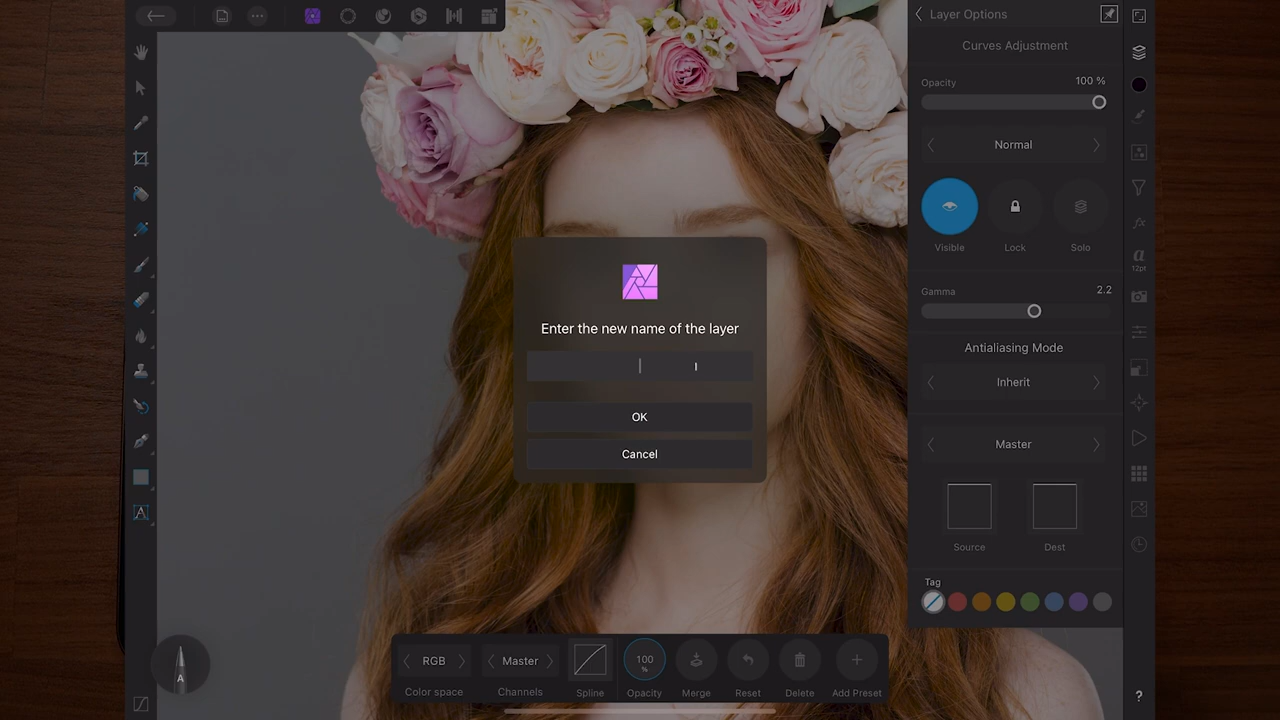 Layer Options
Curves Adjustment
Opacity
100 %
Normal
Visible
Lock
Solo
Gamma
2.2
Antialiasing Mode
Inherit
Master
Source
Dest
Tag
fx
a
12pt
A
Enter the new name of the layer
OK
Cancel
A
RGB
Master
100
%
Color space
Channels
Spline
Opacity
Merge
Reset
Delete
Add Preset
?